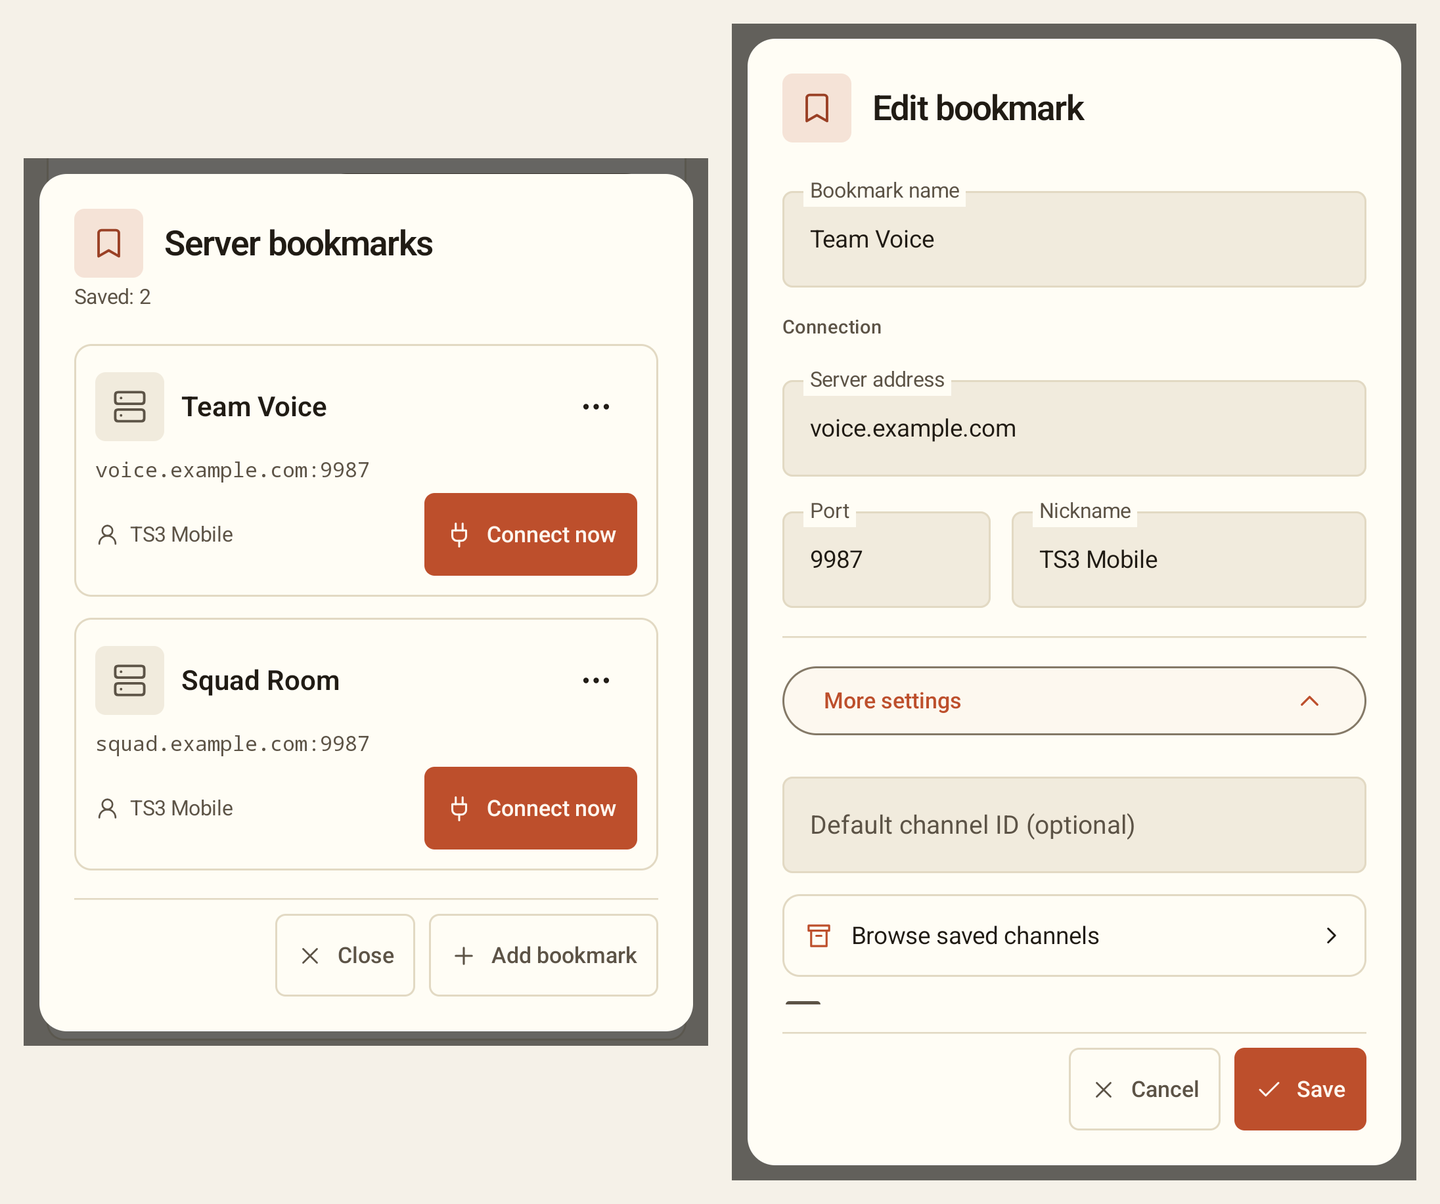 Server bookmarks
Saved: 2
Team Voice
voice.example.com:9987
TS3 Mobile
Connect now
Squad Room
squad.example.com:9987
TS3 Mobile
Connect now
Close
Add bookmark
Edit bookmark
Bookmark name
Team Voice
Connection
Server address
voice.example.com
Port
9987
Nickname
TS3 Mobile
More settings
Default channel ID (optional)
Browse saved channels
Cancel
Save